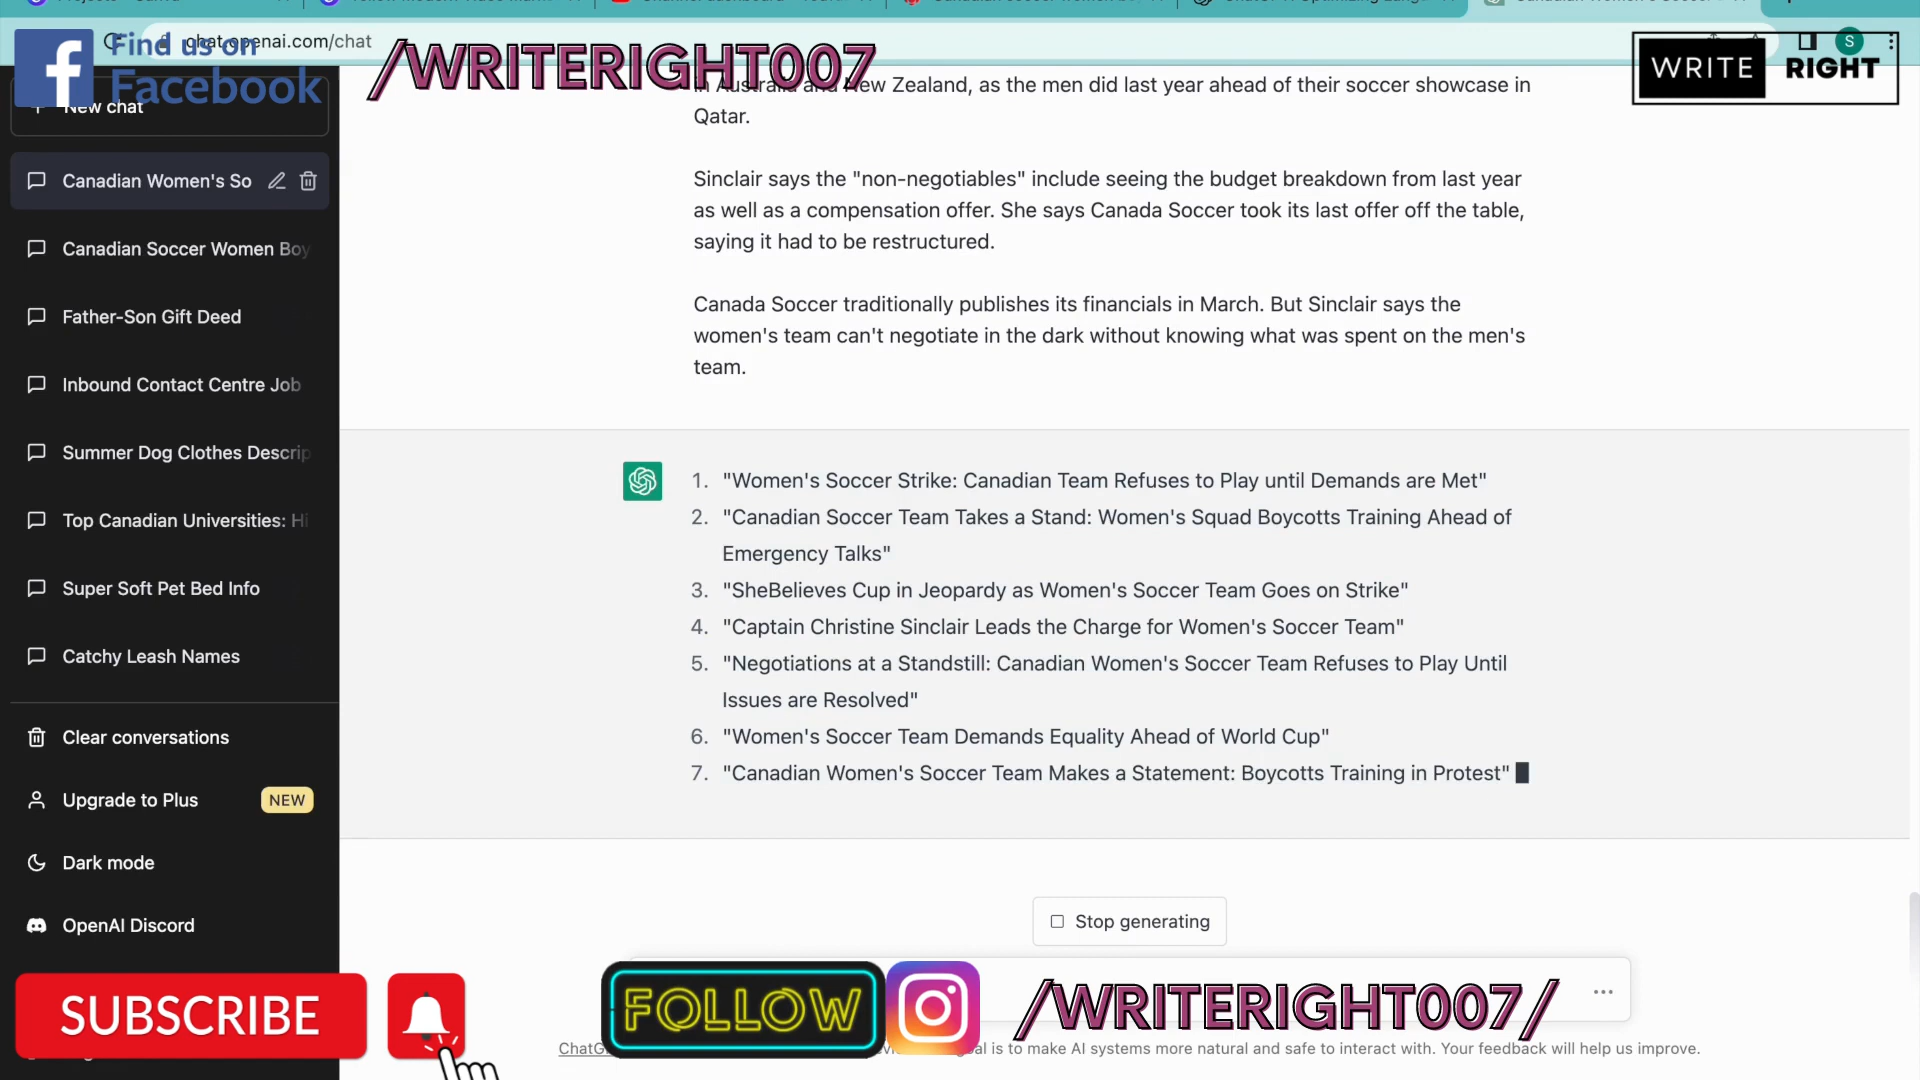 Find us on
Facebook
/WRITERIGHT007
WRITE RIGHT
chat.openai.com/chat
S
New chat
Canadian Women's So
Canadian Soccer Women Boy
Father-Son Gift Deed
Inbound Contact Centre Job
Summer Dog Clothes Descrip
Top Canadian Universities: Hi
Super Soft Pet Bed Info
Catchy Leash Names
Clear conversations
Upgrade to Plus NEW
Dark mode
OpenAI Discord
in Australia and New Zealand, as the men did last year ahead of their soccer showcase in
Qatar.
Sinclair says the "non-negotiables" include seeing the budget breakdown from last year
as well as a compensation offer. She says Canada Soccer took its last offer off the table,
saying it had to be restructured.
Canada Soccer traditionally publishes its financials in March. But Sinclair says the
women's team can't negotiate in the dark without knowing what was spent on the men's
team.
1. "Women's Soccer Strike: Canadian Team Refuses to Play until Demands are Met"
2. "Canadian Soccer Team Takes a Stand: Women's Squad Boycotts Training Ahead of
Emergency Talks"
3. "SheBelieves Cup in Jeopardy as Women's Soccer Team Goes on Strike"
4. "Captain Christine Sinclair Leads the Charge for Women's Soccer Team"
5. "Negotiations at a Standstill: Canadian Women's Soccer Team Refuses to Play Until
Issues are Resolved"
6. "Women's Soccer Team Demands Equality Ahead of World Cup"
7. "Canadian Women's Soccer Team Makes a Statement: Boycotts Training in Protest"
Stop generating
SUBSCRIBE
FOLLOW
/WRITERIGHT007/
is to make AI systems more natural and safe to interact with. Your feedback will help us improve.